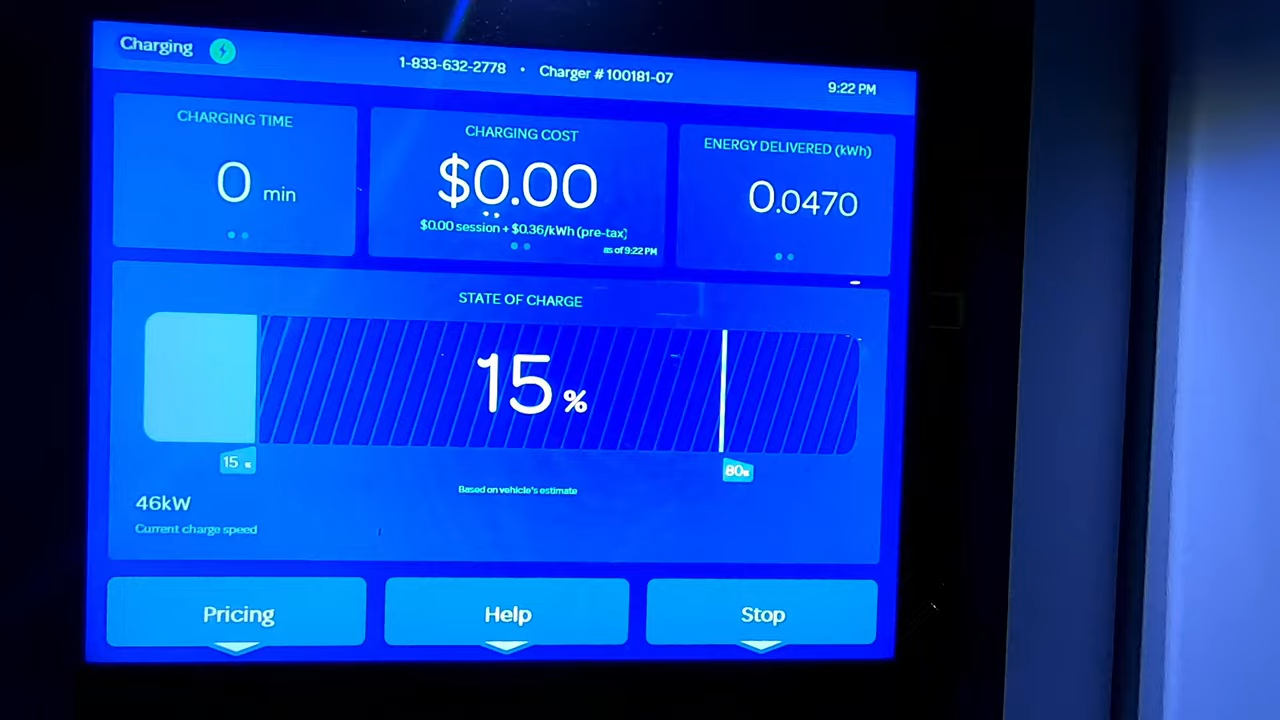 Charging
1-833-632-2778 • Charger #100181-07
9:22 PM
CHARGING TIME
0 min
CHARGING COST
$0.00
$0.00 session + $0.36/kWh (pre-tax)
as of 9:22 PM
ENERGY DELIVERED (kWh)
0.0470
STATE OF CHARGE
15 %
15 %
80%
Based on vehicle's estimate
46kW
Current charge speed
Pricing
Help
Stop